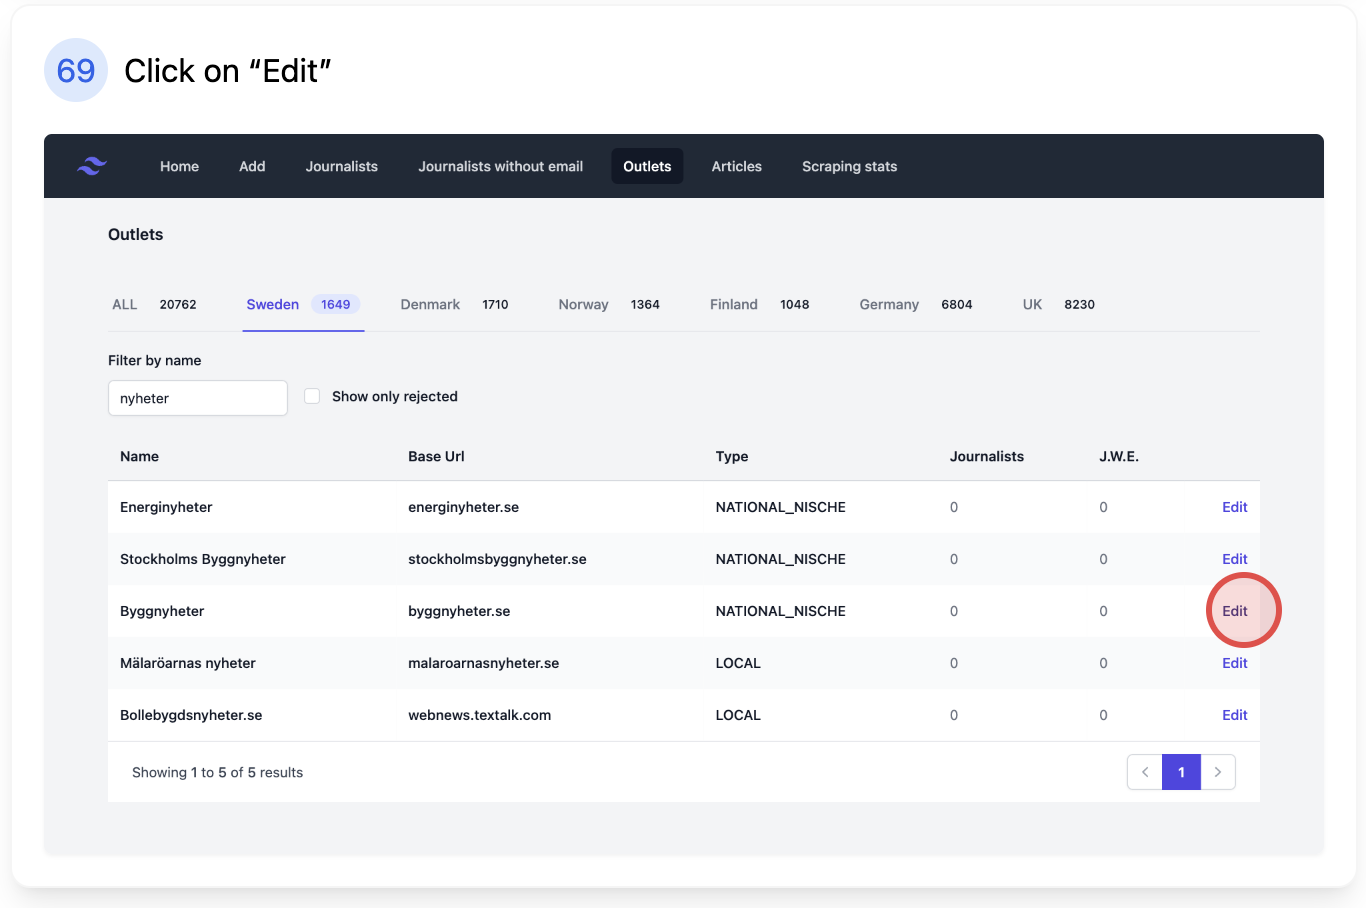 69 Click on “Edit”
Home Add Journalists Journalists without email Outlets Articles Scraping stats
Outlets
ALL 20762 Sweden 1649 Denmark 1710 Norway 1364 Finland 1048 Germany 6804 UK 8230
Filter by name
nyheter Show only rejected
Name Base Url Type Journalists J.W.E.
Energinyheter energinyheter.se NATIONAL_NISCHE 0 0 Edit
Stockholms Byggnyheter stockholmsbyggnyheter.se NATIONAL_NISCHE 0 0 Edit
Byggnyheter byggnyheter.se NATIONAL_NISCHE 0 0 Edit
Mälaröarnas nyheter malaroarnasnyheter.se LOCAL 0 0 Edit
Bollebygdsnyheter.se webnews.textalk.com LOCAL 0 0 Edit
Showing 1 to 5 of 5 results 1